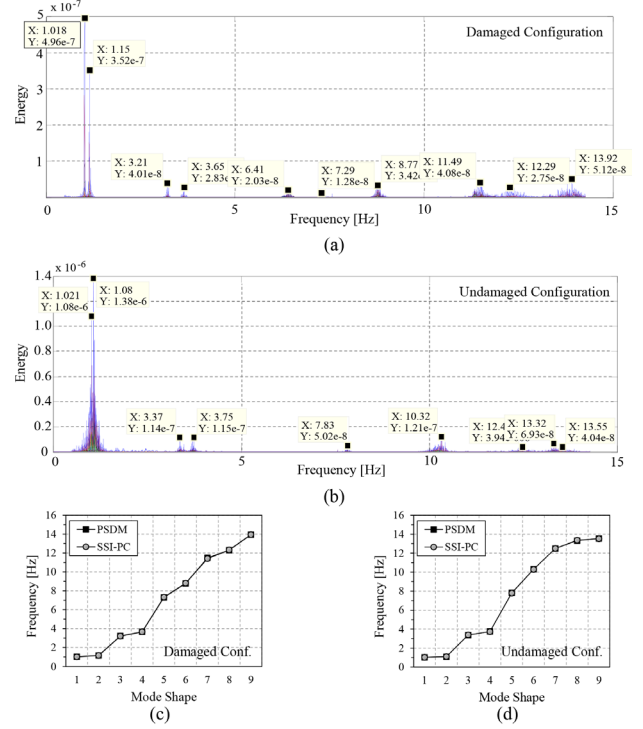 5 x 10-7
Damaged Configuration
X: 1.018
Y: 4.96e-7
X: 1.15
Y: 3.52e-7
4
3
2
1
Energy
X: 3.21
Y: 4.01e-8
X: 3.65
Y: 2.83e
X: 6.41
Y: 2.03e-8
X: 7.29
Y: 1.28e-8
X: 8.77
Y: 3.42e
X: 11.49
Y: 4.08e-8
X: 12.29
Y: 2.75e-8
X: 13.92
Y: 5.12e-8
0 5 10 15
Frequency [Hz]
(a)
1.4 x 10-6
Undamaged Configuration
X: 1.021
Y: 1.08e-6
X: 1.08
Y: 1.38e-6
1.0
0.8
0.6
0.4
0.2
0
Energy
X: 3.37
Y: 1.14e-7
X: 3.75
Y: 1.15e-7
X: 7.83
Y: 5.02e-8
X: 10.32
Y: 1.21e-7
X: 12.4
Y: 3.94
X: 13.32
Y: 6.93e-8
X: 13.55
Y: 4.04e-8
0 5 10 15
Frequency [Hz]
(b)
16
14
12
10
8
6
4
2
0
Frequency [Hz]
PSDM
SSI-PC
Damaged Conf.
1 2 3 4 5 6 7 8 9
Mode Shape
(c)
16
14
12
10
8
6
4
2
0
Frequency [Hz]
PSDM
SSI-PC
Undamaged Conf.
1 2 3 4 5 6 7 8 9
Mode Shape
(d)